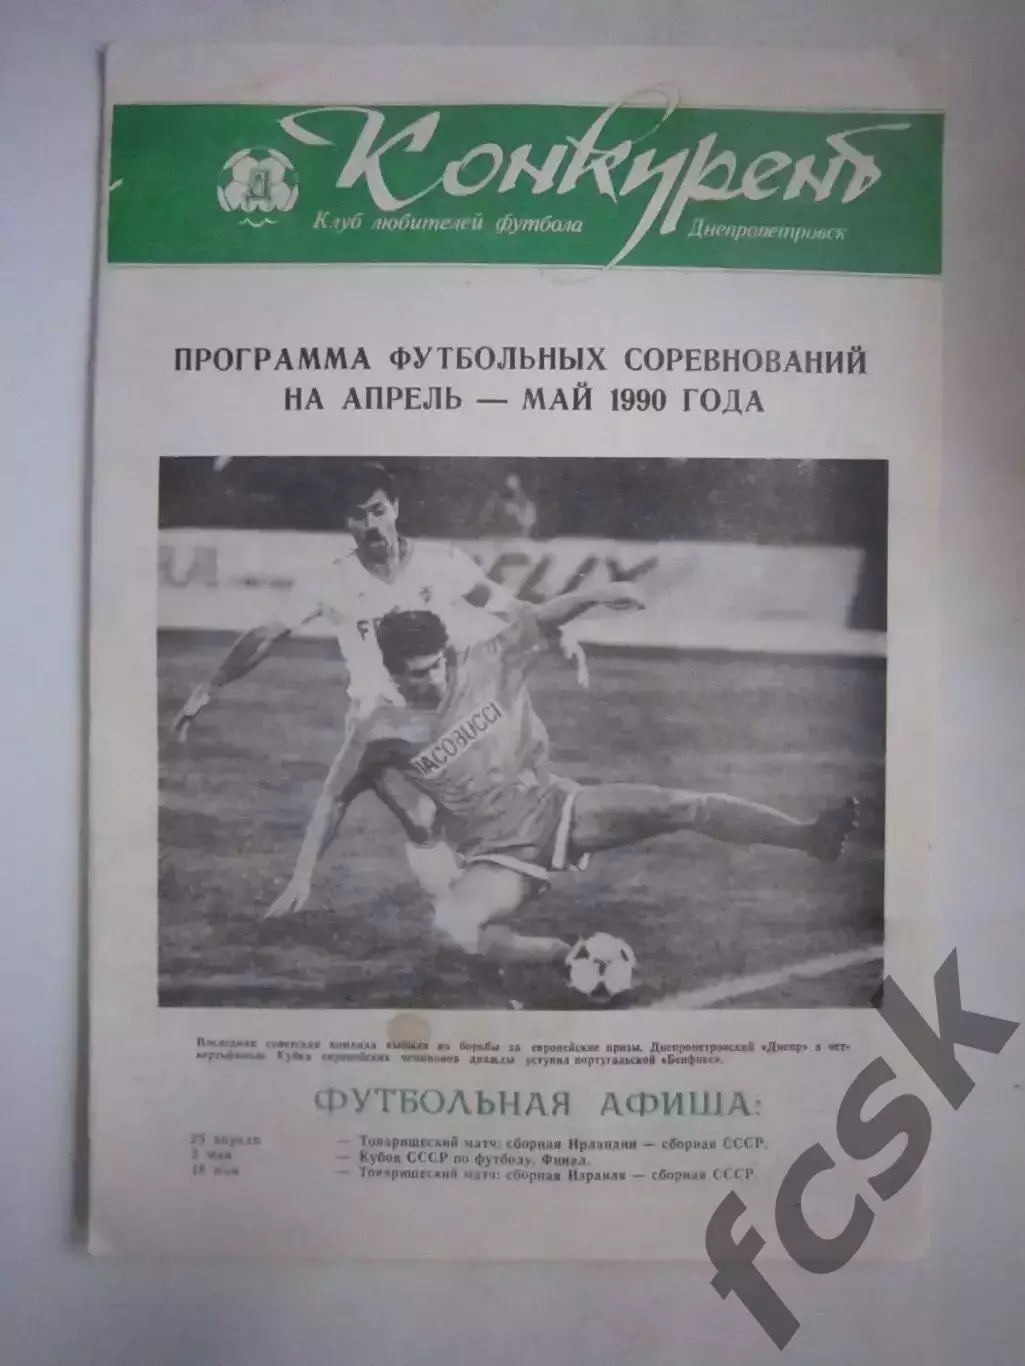 Конкурент
Клуб любителей футбола Днепропетровск
ПРОГРАММА ФУТБОЛЬНЫХ СОРЕВНОВАНИЙ
НА АПРЕЛЬ — МАЙ 1990 ГОДА
IACOBUCCI
Последняя советская команда выбыла из борьбы за европейские призы. Днепропетровский «Днепр» в чет-
вертьфинале Кубка европейских чемпионов дважды уступил португальской «Бенфике».
ФУТБОЛЬНАЯ АФИША:
25 апреля — Товарищеский матч: сборная Ирландии — сборная СССР.
2 мая — Кубок СССР по футболу. Финал.
16 мая — Товарищеский матч: сборная Израиля — сборная СССР.
fcsk